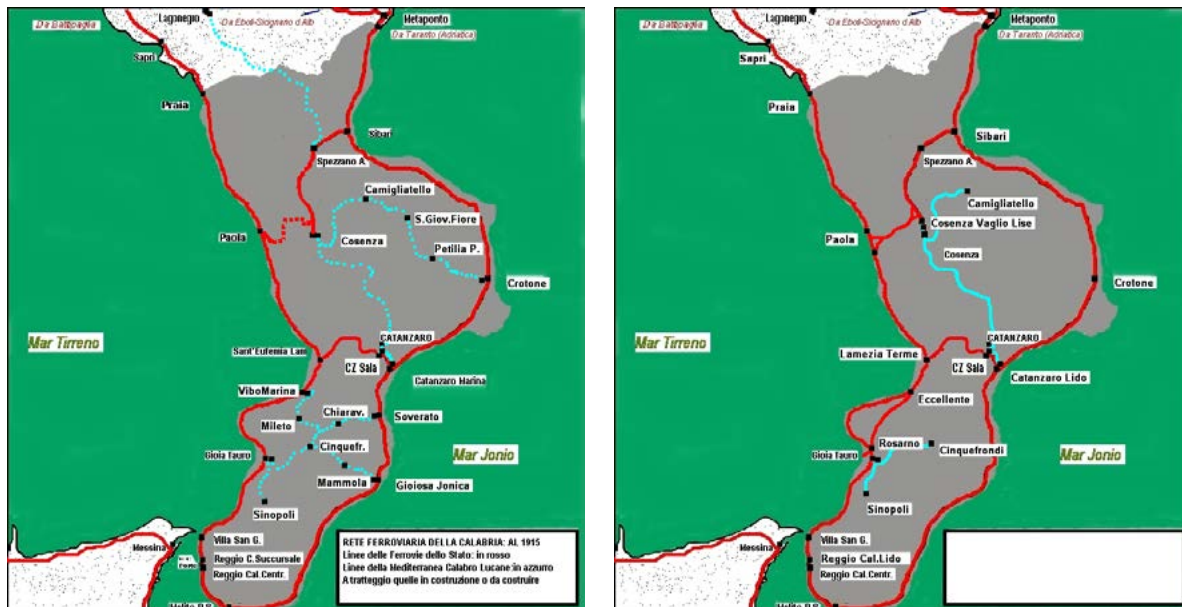 Lagonegro
Da Battipaglia
Da Eboli-Sicignano d Alb
Metaponto
Da Taranto (Adriatica)
Sapri
Praia
Sibari
Spezzano A.
Camigliatello
S.Giov.Fiore
Paola
Cosenza
Petilia P.
Crotone
Mar Tirreno
CATANZARO
Sant'Eufemia Lam
CZ Sala
Catanzaro Marina
ViboMarina
Chiarav.
Soverato
Mileto
Cinquefr.
Gioia Tauro
Mar Jonio
Mammola
Gioiosa Jonica
Sinopoli
Villa San G.
Messina
Reggio C.Succursale
Reggio Cal.Centr.
RETE FERROVIARIA DELLA CALABRIA: AL 1915
Linee delle Ferrovie dello Stato: in rosso
Linee della Mediterranea Calabro Lucane:in azzurro
A tratteggio quelle in costruzione o da costruire
Lagonegro
Da Battipaglia
Da Eboli-Sicignano d Alb
Metaponto
Da Taranto (Adriatica)
Sapri
Praia
Sibari
Spezzano A.
Camigliatello
Cosenza Vaglio Lise
Paola
Cosenza
Crotone
Mar Tirreno
CATANZARO
Lamezia Terme
CZ Sala
Catanzaro Lido
Eccellente
Rosarno
Gioia Tauro
Cinquefrondi
Mar Jonio
Sinopoli
Villa San G.
Messina
Reggio Cal.Lido
Reggio Cal.Centr.